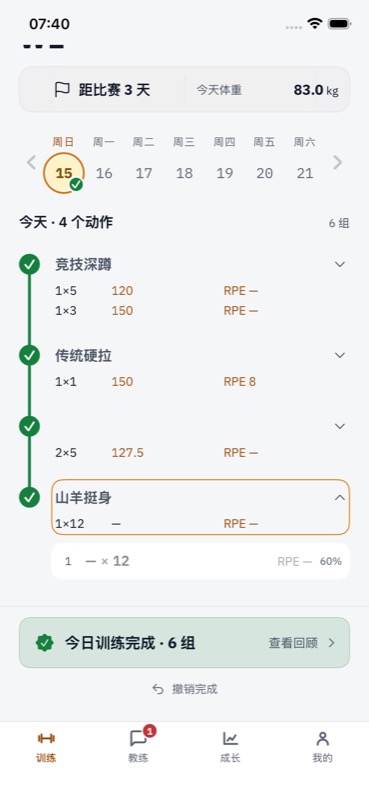 07:40
距比赛 3 天 今天体重 83.0 kg
周日 周一 周二 周三 周四 周五 周六
15 16 17 18 19 20 21
今天 · 4 个动作 6 组
竞技深蹲
1×5 120 RPE —
1×3 150 RPE —
传统硬拉
1×1 150 RPE 8
2×5 127.5 RPE —
山羊挺身
1×12 — RPE —
1 — × 12 RPE — 60%
今日训练完成 · 6 组 查看回顾
撤销完成
1
训练 教练 成长 我的